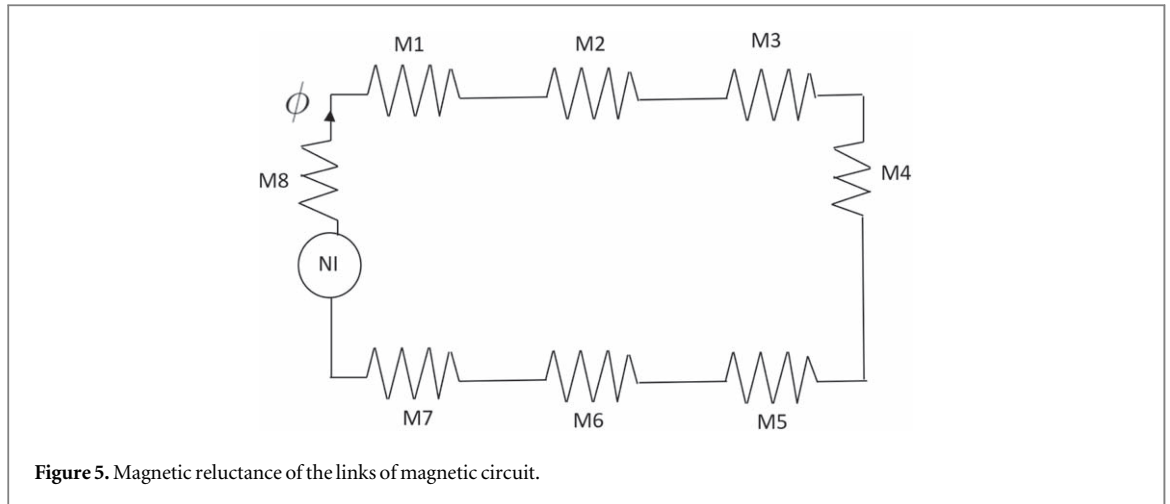 M1
M2
M3
ϕ
M8
M4
NI
M7
M6
M5
Figure 5. Magnetic reluctance of the links of magnetic circuit.